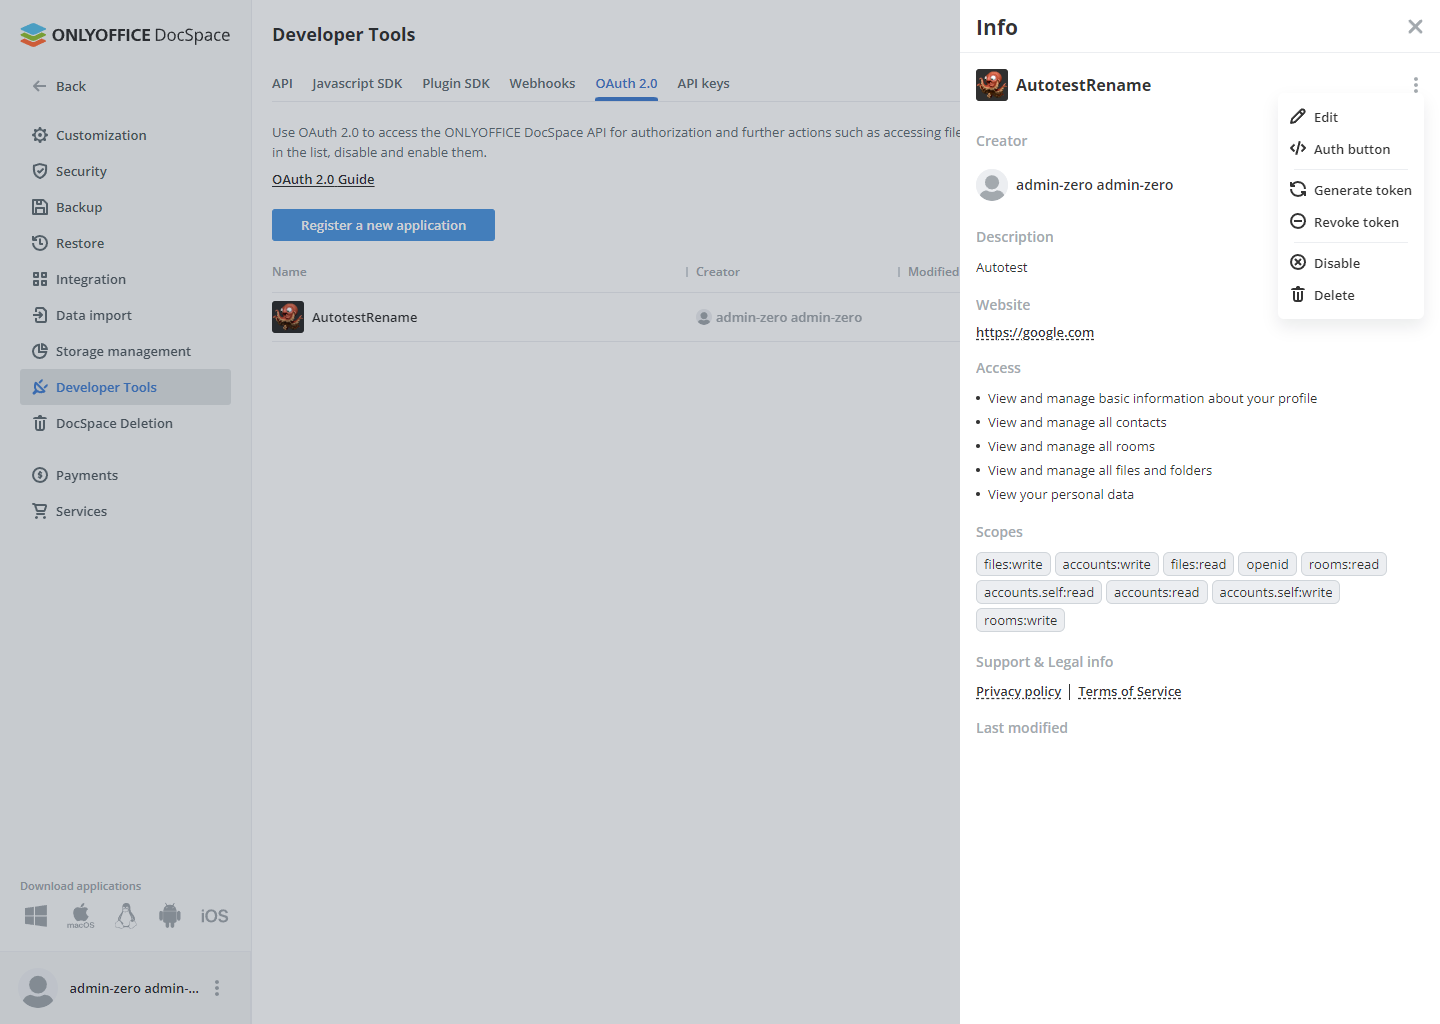 ONLYOFFICE DocSpace
Back
Customization
Security
Backup
Restore
Integration
Data import
Storage management
Developer Tools
DocSpace Deletion
Payments
Services
Download applications
macOS
iOS
admin-zero admin-...
Developer Tools
API
Javascript SDK
Plugin SDK
Webhooks
OAuth 2.0
API keys
Use OAuth 2.0 to access the ONLYOFFICE DocSpace API for authorization and further actions such as accessing file
in the list, disable and enable them.
OAuth 2.0 Guide
Register a new application
Name
Creator
Modified
AutotestRename
admin-zero admin-zero
Info
AutotestRename
Edit
Auth button
Generate token
Revoke token
Disable
Delete
Creator
admin-zero admin-zero
Description
Autotest
Website
https://google.com
Access
• View and manage basic information about your profile
• View and manage all contacts
• View and manage all rooms
• View and manage all files and folders
• View your personal data
Scopes
files:write accounts:write files:read openid rooms:read
accounts.self:read accounts:read accounts.self:write
rooms:write
Support & Legal info
Privacy policy | Terms of Service
Last modified